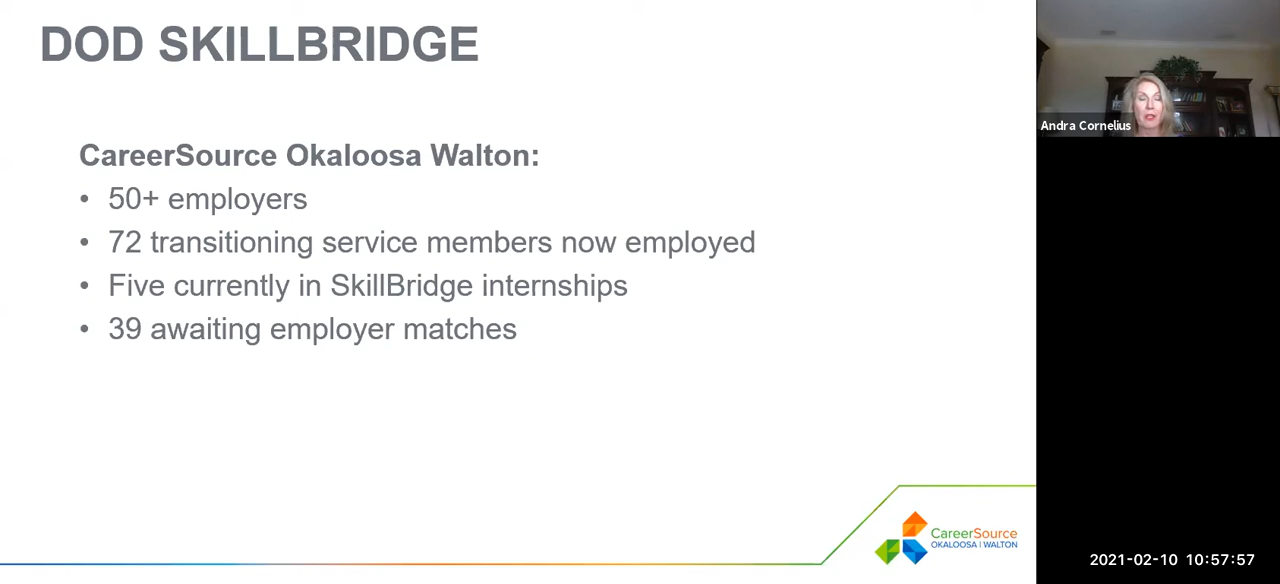 DOD SKILLBRIDGE
CareerSource Okaloosa Walton:
• 50+ employers
• 72 transitioning service members now employed
• Five currently in SkillBridge internships
• 39 awaiting employer matches
CareerSource
OKALOOSA | WALTON
Andra Cornelius
2021-02-10 10:57:57